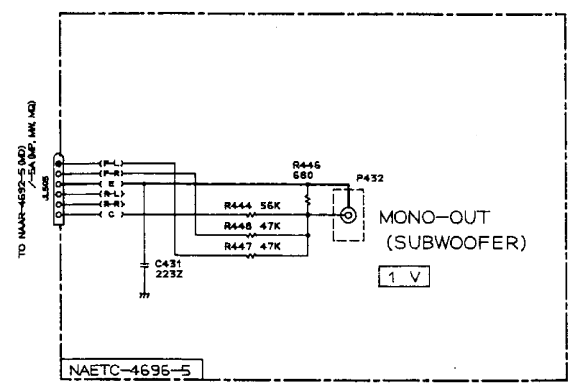 TO NAAR-4692-5 (MD)
/-5A (MP, MW, MQ)
JL505
(F-L)
(F-R)
( E )
(R-L)
(R-R)
( C )
R446
680
P432
R444 56K
R448 47K
R447 47K
C431
223Z
MONO-OUT
(SUBWOOFER)
1 V
NAETC-4696-5